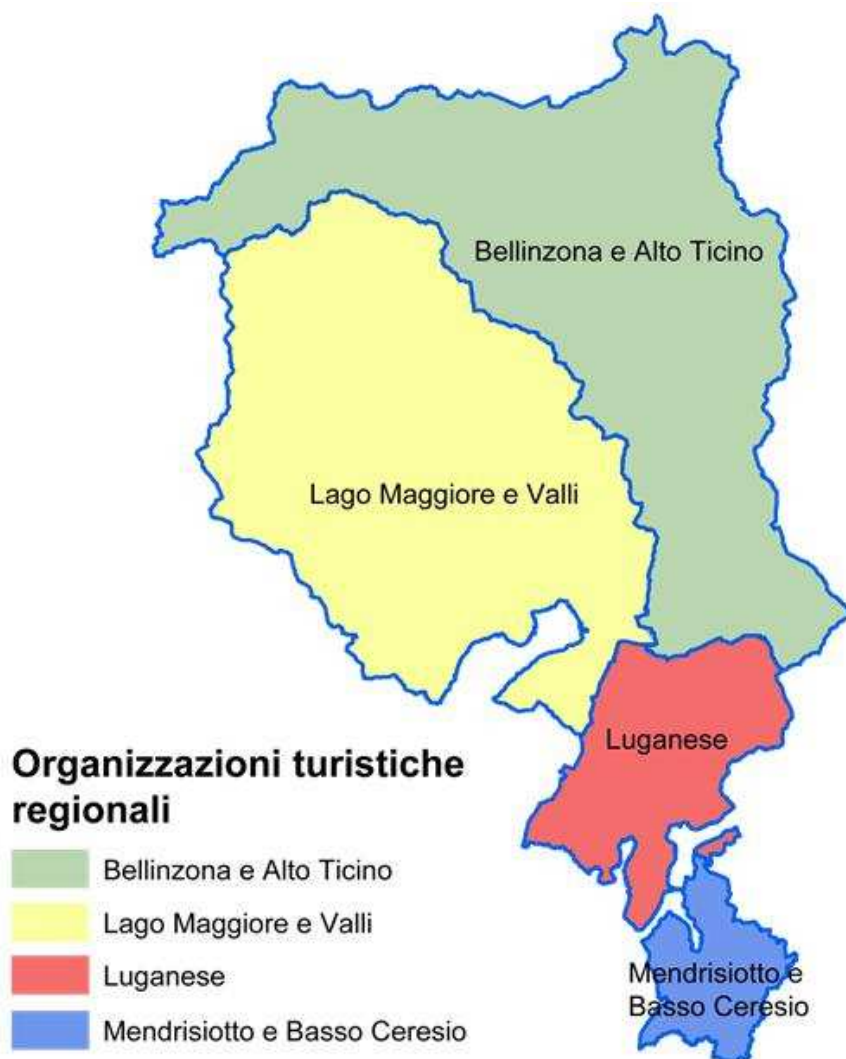 Bellinzona e Alto Ticino
Lago Maggiore e Valli
Luganese
Mendrisiotto e
Basso Ceresio
Organizzazioni turistiche
regionali
Bellinzona e Alto Ticino
Lago Maggiore e Valli
Luganese
Mendrisiotto e Basso Ceresio